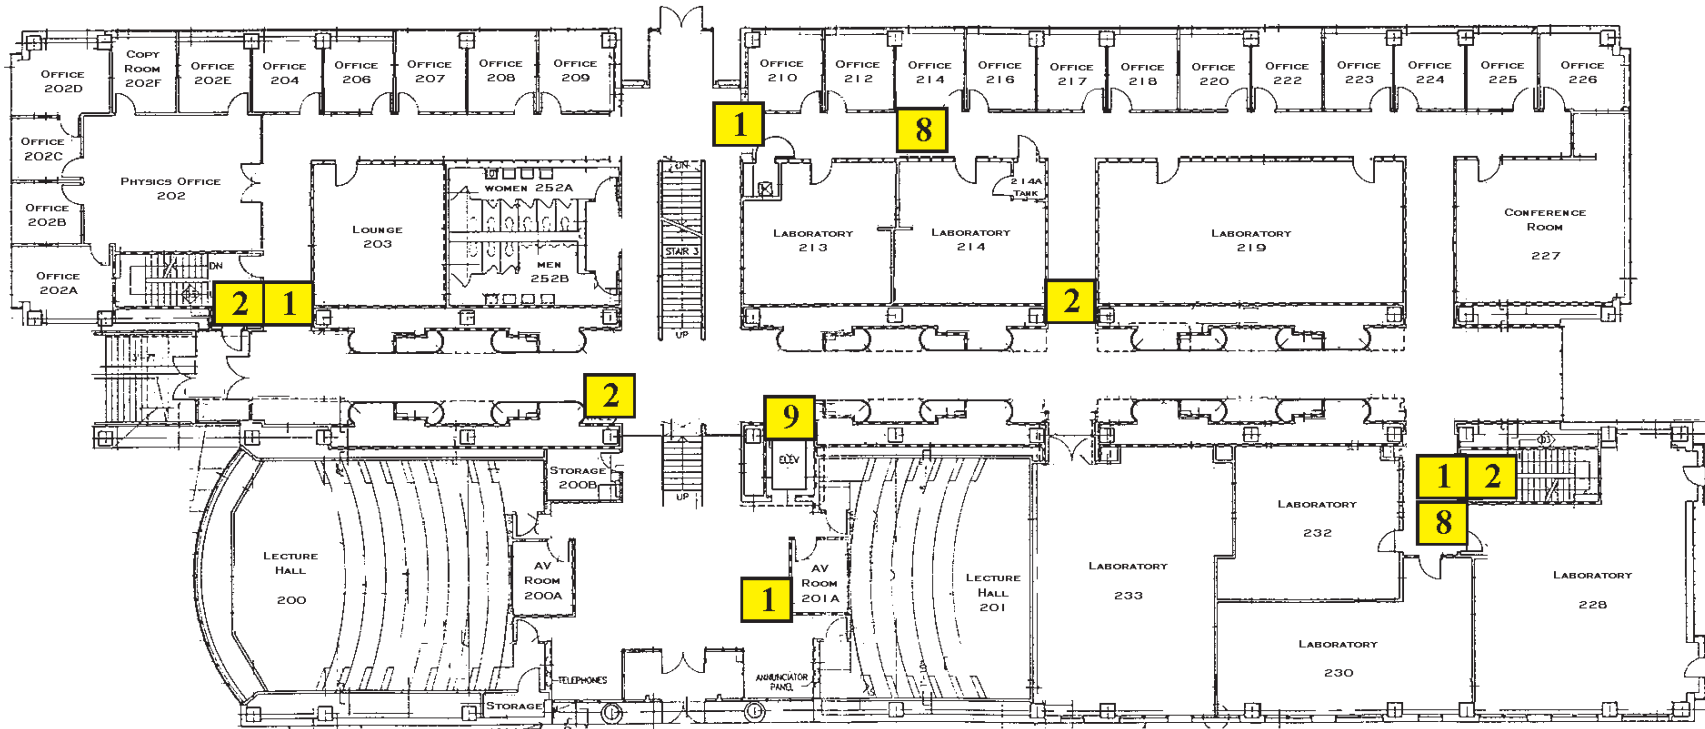 OFFICE
202D
COPY
ROOM
202F
OFFICE
202E
OFFICE
204
OFFICE
206
OFFICE
207
OFFICE
208
OFFICE
209
OFFICE
210
OFFICE
212
OFFICE
214
OFFICE
216
OFFICE
217
OFFICE
218
OFFICE
220
OFFICE
222
OFFICE
223
OFFICE
224
OFFICE
225
OFFICE
226
1
8
OFFICE
202C
PHYSICS OFFICE
202
OFFICE
202B
OFFICE
202A
DN
LOUNGE
203
WOMEN 252A
MEN
252B
DN
STAIR 3
UP
LABORATORY
213
LABORATORY
214
214A
TANK
LABORATORY
219
CONFERENCE
ROOM
227
2
1
2
2
9
ELEV
STORAGE
200B
UP
LECTURE
HALL
200
AV
ROOM
200A
1
AV
ROOM
201A
LECTURE
HALL
201
LABORATORY
233
LABORATORY
232
1
2
8
LABORATORY
228
LABORATORY
230
TELEPHONES
ANNUNCIATOR
PANEL
STORAGE